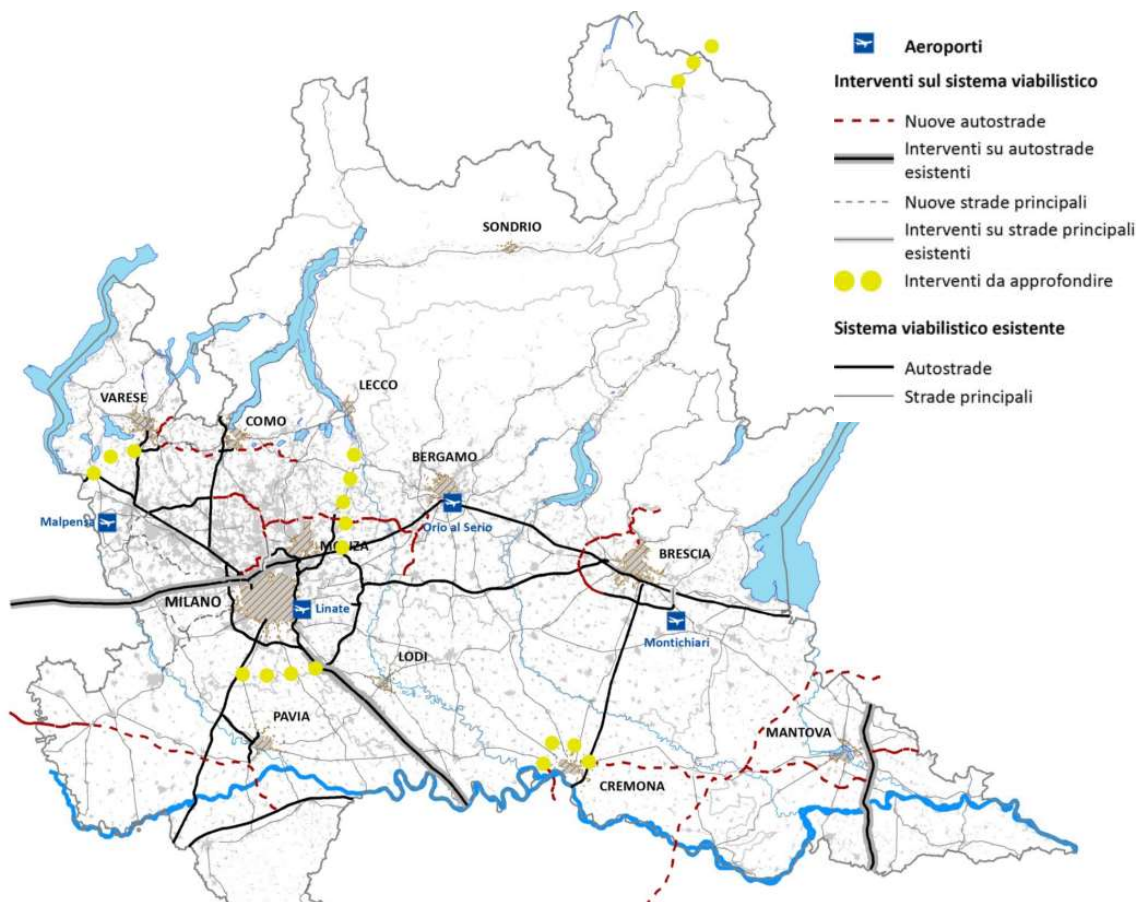 Aeroporti
Interventi sul sistema viabilistico
Nuove autostrade
Interventi su autostrade
esistenti
Nuove strade principali
Interventi su strade principali
esistenti
Interventi da approfondire
Sistema viabilistico esistente
Autostrade
Strade principali
SONDRIO
LECCO
VARESE
COMO
BERGAMO
Malpensa
Orio al Serio
MONZA
BRESCIA
MILANO
Linate
Montichiari
LODI
PAVIA
MANTOVA
CREMONA